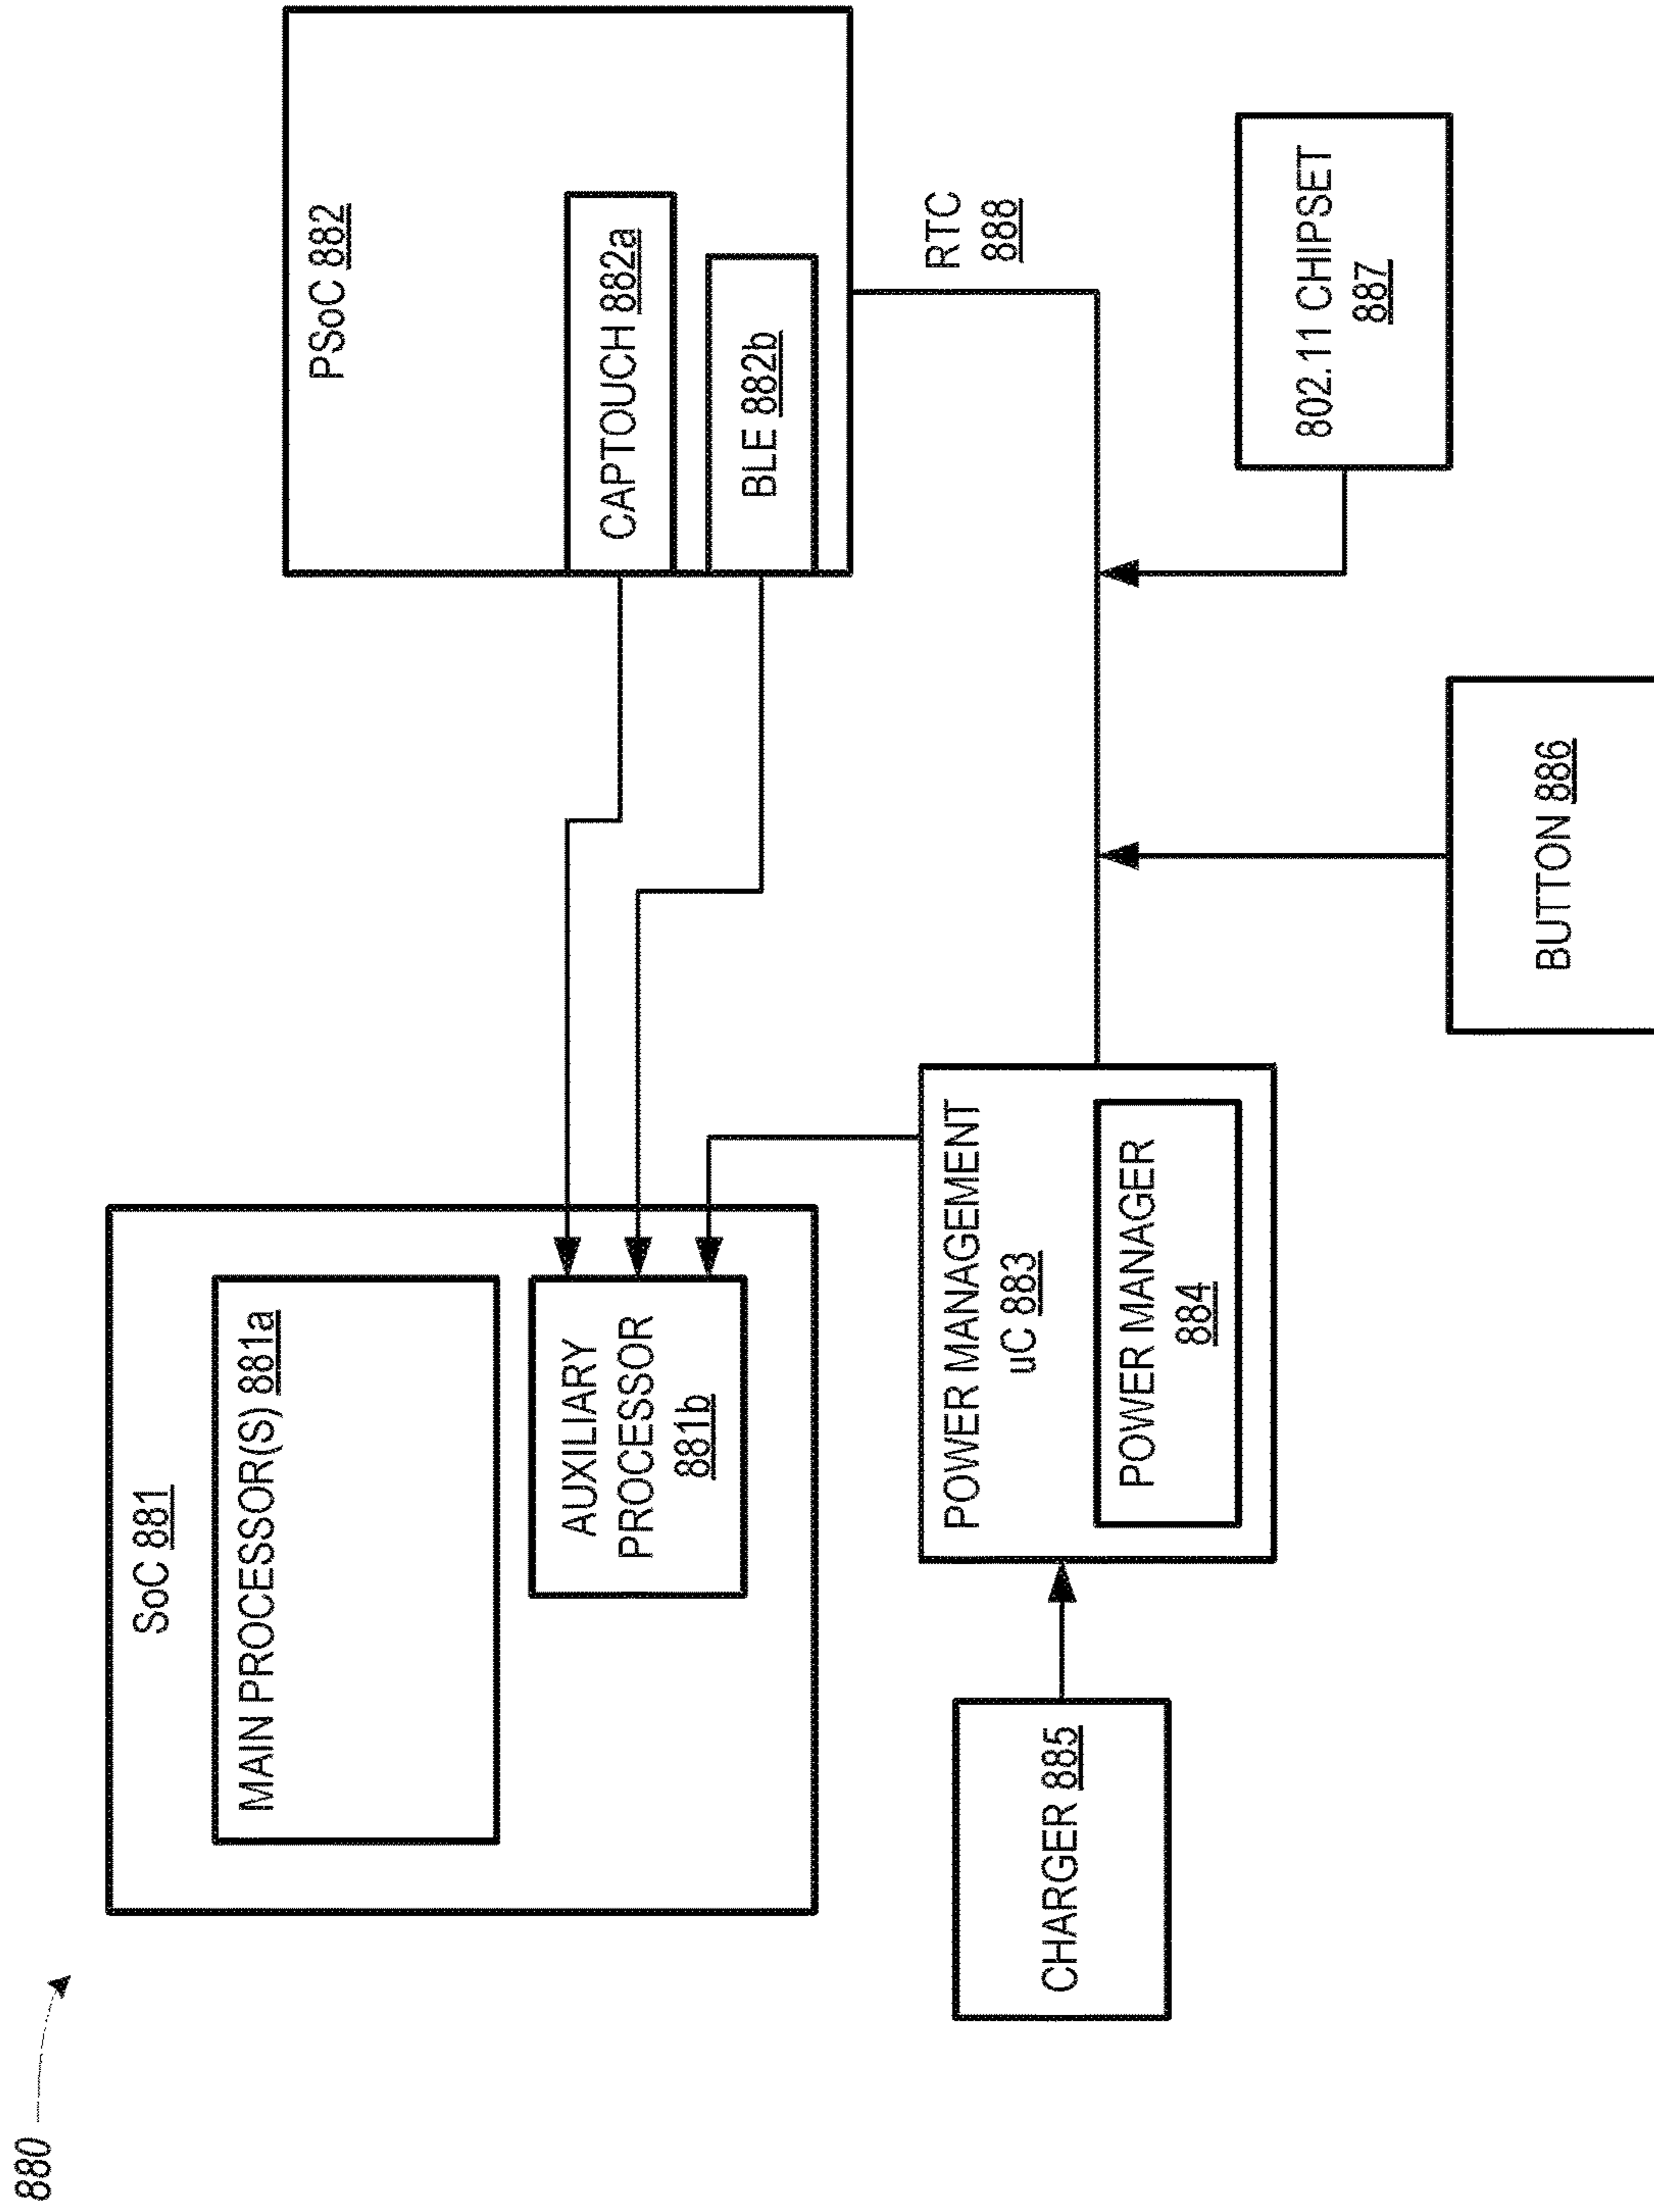 880
SoC 881
MAIN PROCESSOR(S) 881a
AUXILIARY
PROCESSOR
881b
PSoC 882
CAPTOUCH 882a
BLE 882b
RTC
888
POWER MANAGEMENT
µC 883
POWER MANAGER
884
CHARGER 885
BUTTON 886
802.11 CHIPSET
887